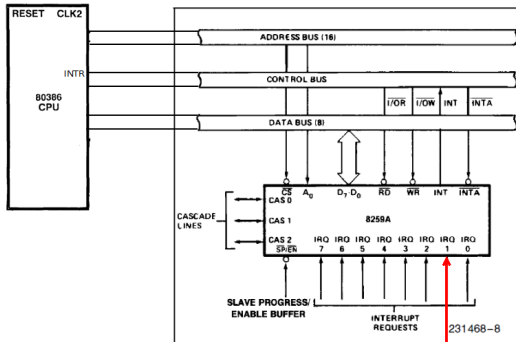 RESET CLK2
ADDRESS BUS (16)
INTR
CONTROL BUS
80386
CPU
I/OR I/OW INT INTA
DATA BUS (8)
CS A0 D7 D0 RD WR INT INTA
CAS 0
CASCADE
LINES
CAS 1
8259A
CAS 2
SP/EN
IRQ IRQ IRQ IRQ IRQ IRQ IRQ IRQ
7 6 5 4 3 2 1 0
SLAVE PROGRESS/
ENABLE BUFFER
INTERRUPT
REQUESTS
231468-8